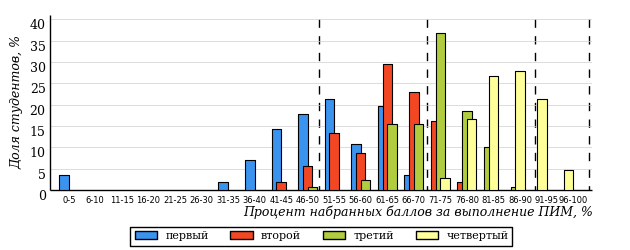 Доля студентов, %
40
35
30
25
20
15
10
5
0
0-5 6-10 11-15 16-20 21-25 26-30 31-35 36-40 41-45 46-50 51-55 56-60 61-65 66-70 71-75 76-80 81-85 86-90 91-95 96-100
Процент набранных баллов за выполнение ПИМ, %
первый второй третий четвертый